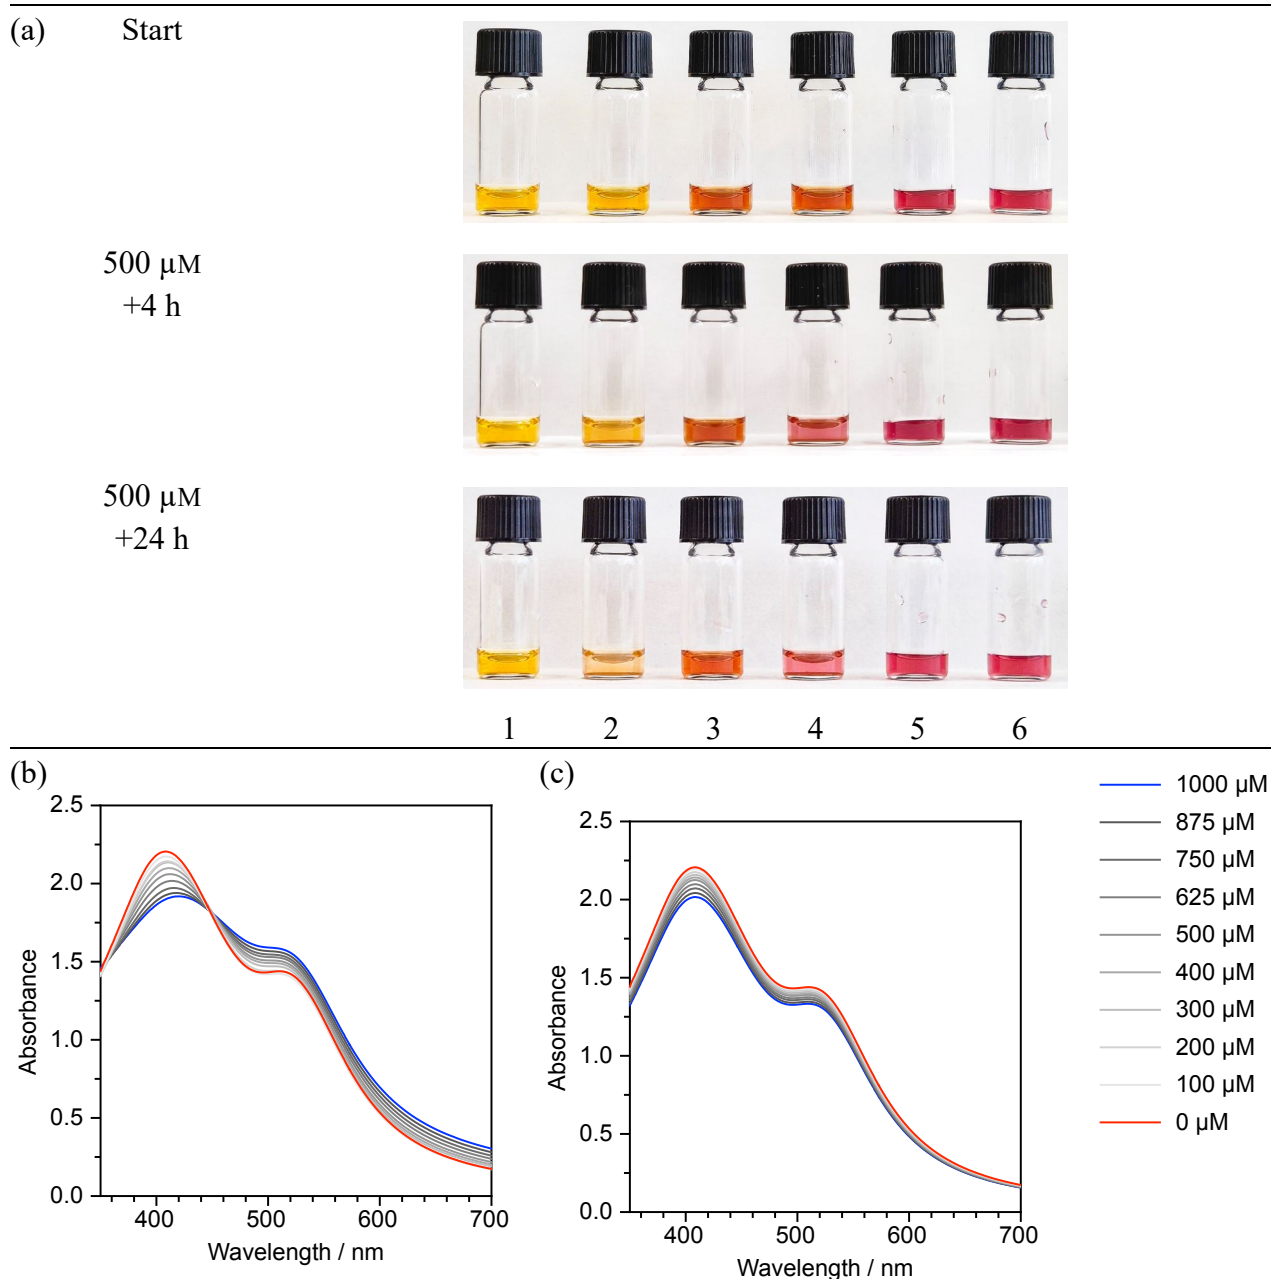 (a) Start
500 µM
+4 h
500 µM
+24 h
1 2 3 4 5 6
(b)
2.5
2.0
1.5
1.0
0.5
0.0
Absorbance
400 500 600 700
Wavelength / nm
(c)
2.5
2.0
1.5
1.0
0.5
0.0
Absorbance
400 500 600 700
Wavelength / nm
1000 µM
875 µM
750 µM
625 µM
500 µM
400 µM
300 µM
200 µM
100 µM
0 µM